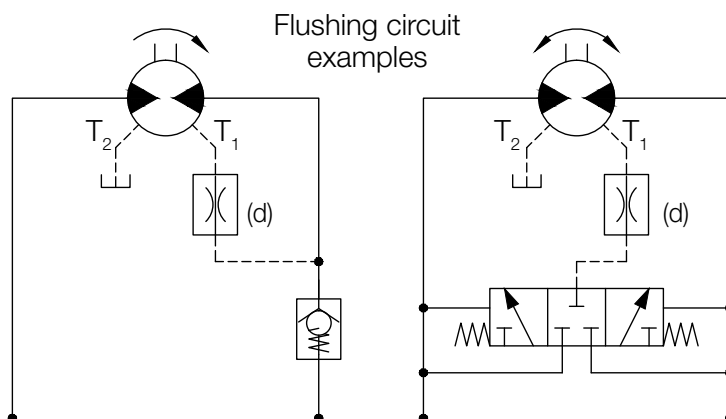 Flushing circuit
examples
T₂
T₁
(d)
T₂
T₁
(d)